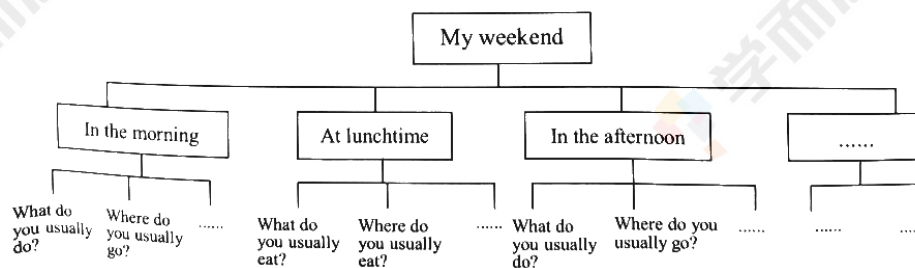 My weekend
In the morning
At lunchtime
In the afternoon
......
What do
you usually
do?
Where do
you usually
go?
......
What do
you usually
eat?
Where do
you usually
eat?
......
What do
you usually
do?
Where do you
usually go?
......
......
学而